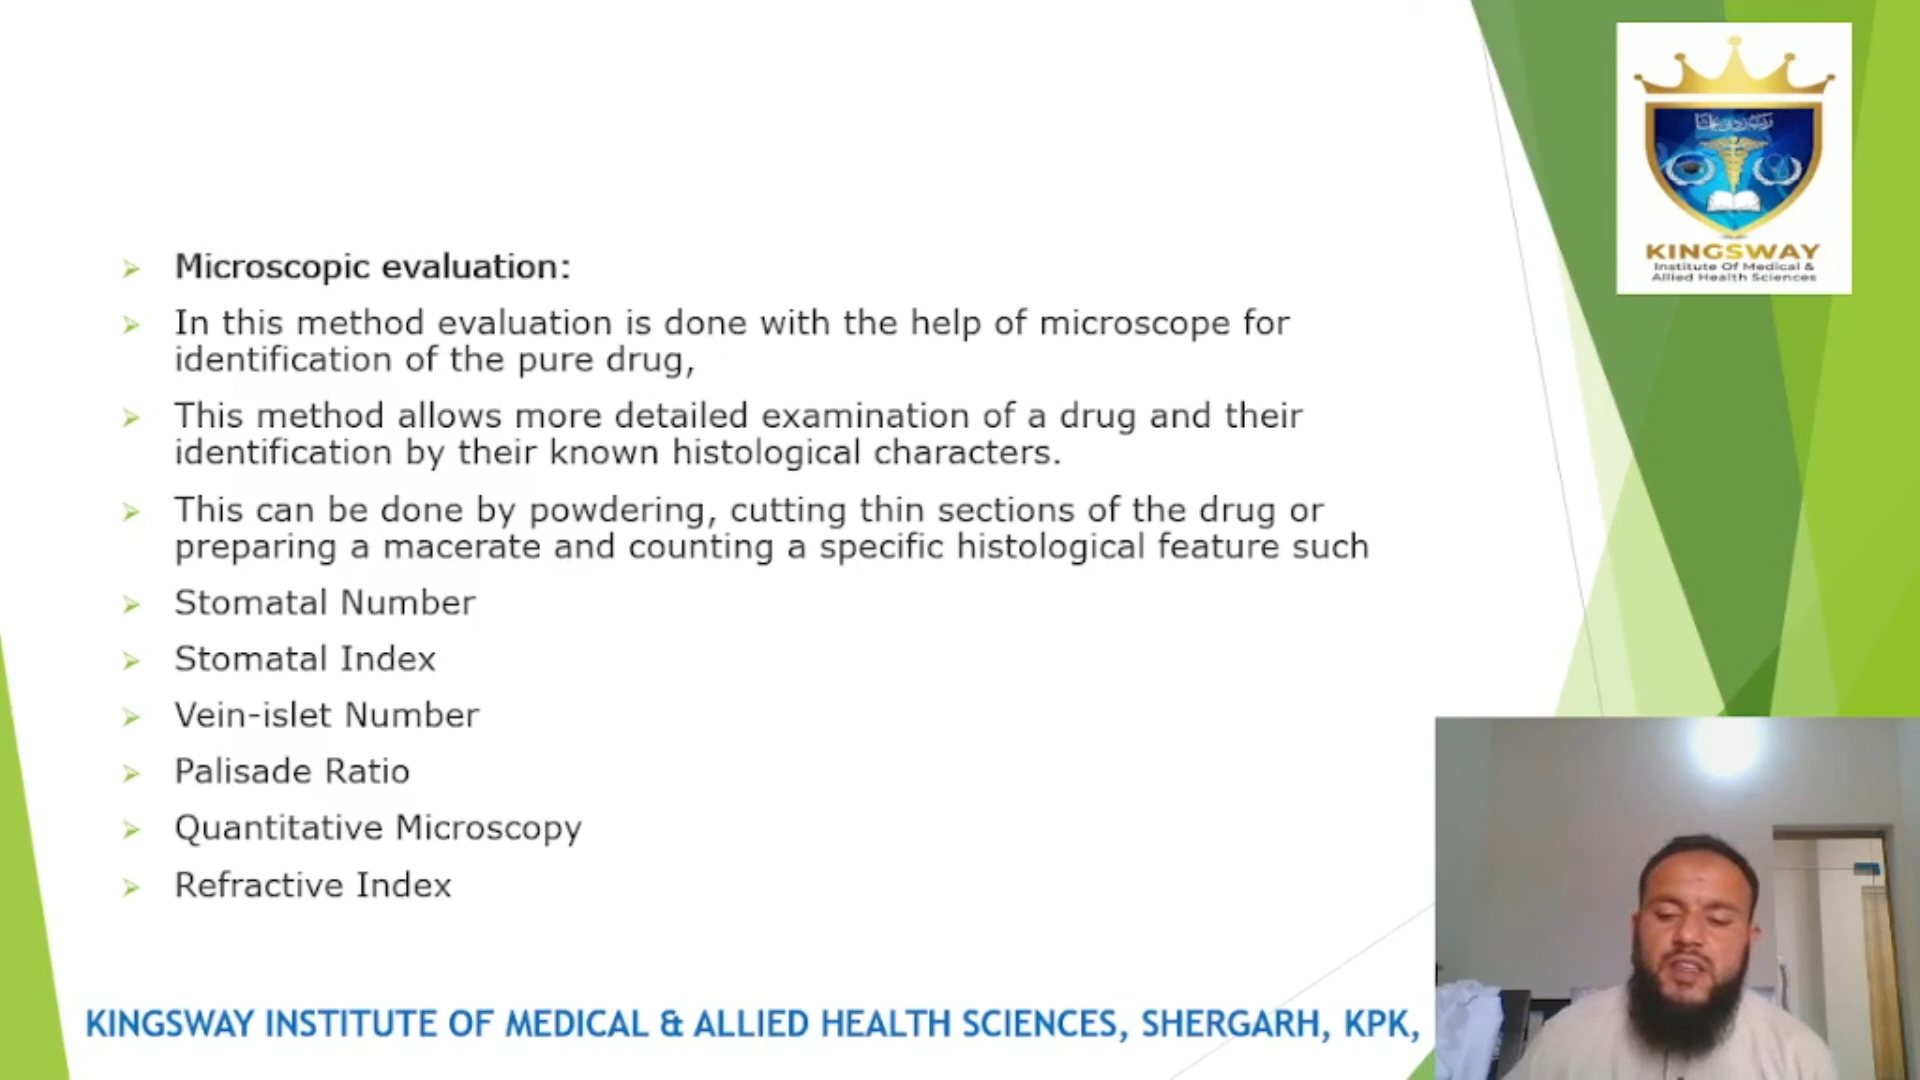 Microscopic evaluation:
In this method evaluation is done with the help of microscope for
identification of the pure drug,
This method allows more detailed examination of a drug and their
identification by their known histological characters.
This can be done by powdering, cutting thin sections of the drug or
preparing a macerate and counting a specific histological feature such
Stomatal Number
Stomatal Index
Vein-islet Number
Palisade Ratio
Quantitative Microscopy
Refractive Index
KINGSWAY INSTITUTE OF MEDICAL & ALLIED HEALTH SCIENCES, SHERGARH, KPK,
KINGSWAY
Institute Of Medical &
Allied Health Sciences